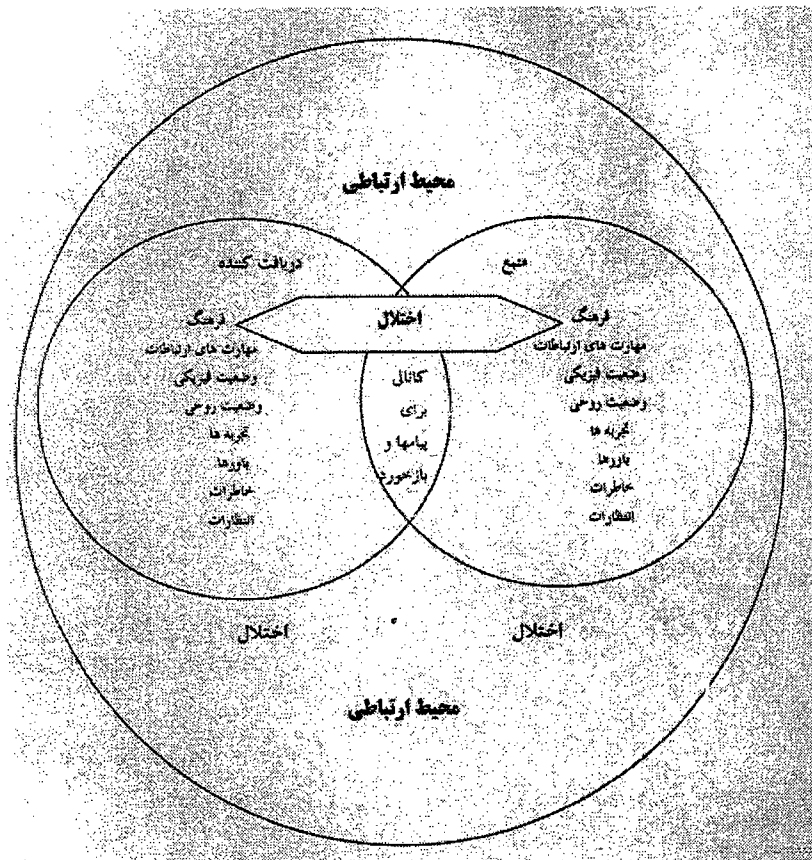 محیط ارتباطی
منبع
دریافت کننده
اختلال
فرهنگ
مهارت های ارتباطات
وضعیت فیزیکی
وضعیت روحی
تجربه ها
باورها
خاطرات
انتظارات
کانالی
برای
پیامها و
بازخورد
فرهنگ
مهارت های ارتباطات
وضعیت فیزیکی
وضعیت روحی
تجربه ها
باورها
خاطرات
انتظارات
اختلال
اختلال
محیط ارتباطی